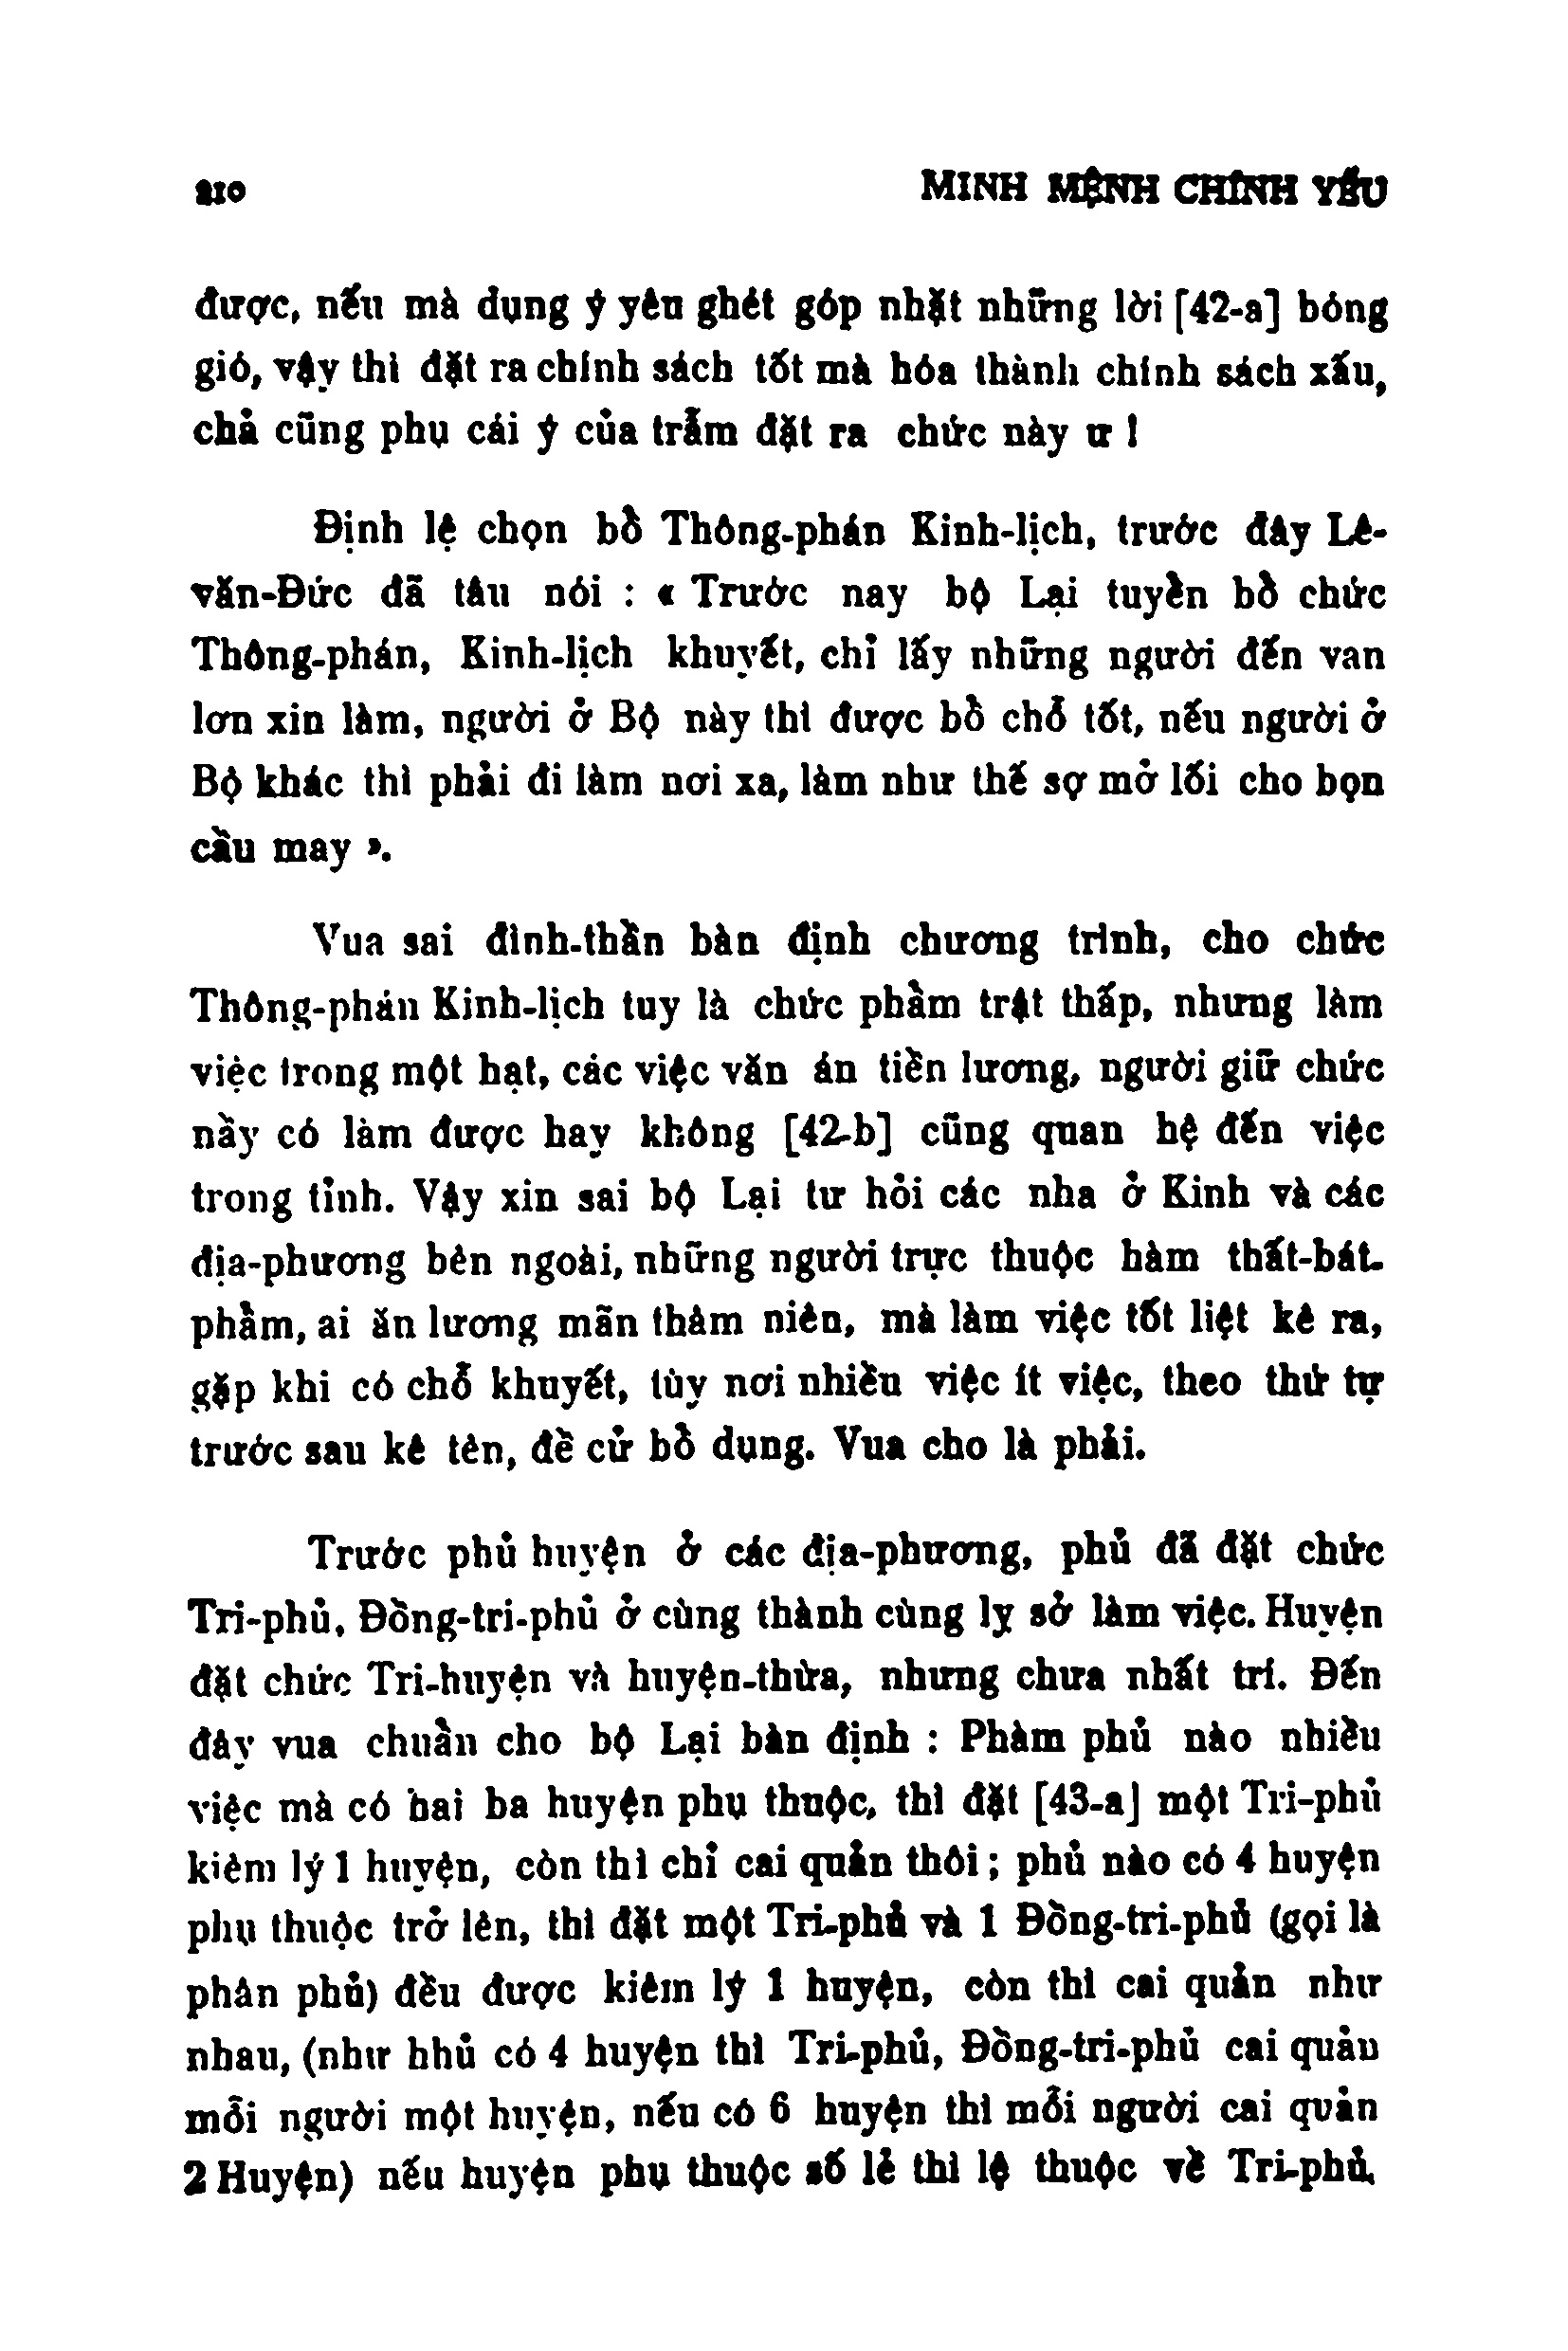 210
MINH MỆNH CHÍNH YẾU
được, nếu mà dụng ý yêu ghét góp nhặt những lời [42-a] bóng
gió, vậy thì đặt ra chính sách tốt mà hóa thành chính sách xấu,
chả cũng phụ cái ý của trẫm đặt ra chức này ư !
Định lệ chọn bổ Thông-phán Kinh-lịch, trước đây Lê-
văn-Đức đã tâu nói : « Trước nay bộ Lại tuyển bổ chức
Thông-phán, Kinh-lịch khuyết, chỉ lấy những người đến van
lơn xin làm, người ở Bộ này thì được bổ chỗ tốt, nếu người ở
Bộ khác thì phải đi làm nơi xa, làm như thế sợ mở lối cho bọn
cầu may ».
Vua sai đình-thần bàn định chương trình, cho chức
Thông-phán Kinh-lịch tuy là chức phẩm trật thấp, nhưng làm
việc trong một hạt, các việc văn án tiền lương, người giữ chức
nầy có làm được hay không [42-b] cũng quan hệ đến việc
trong tỉnh. Vậy xin sai bộ Lại tư hỏi các nha ở Kinh và các
địa-phương bên ngoài, những người trực thuộc hàm thất-bát-
phẩm, ai ăn lương mãn thâm niên, mà làm việc tốt liệt kê ra,
gặp khi có chỗ khuyết, tùy nơi nhiều việc ít việc, theo thứ tự
trước sau kê tên, đề cử bổ dụng. Vua cho là phải.
Trước phủ huyện ở các địa-phương, phủ đã đặt chức
Tri-phủ, Đồng-tri-phủ ở cùng thành cùng lỵ sở làm việc. Huyện
đặt chức Tri-huyện và huyện-thừa, nhưng chưa nhất trí. Đến
đây vua chuẩn cho bộ Lại bàn định : Phàm phủ nào nhiều
việc mà có hai ba huyện phụ thuộc, thì đặt [43-a] một Tri-phủ
kiêm lý 1 huyện, còn thì chỉ cai quản thôi ; phủ nào có 4 huyện
phụ thuộc trở lên, thì đặt một Tri-phủ và 1 Đồng-tri-phủ (gọi là
phân phủ) đều được kiêm lý 1 huyện, còn thì cai quản như
nhau, (như hhủ có 4 huyện thì Tri-phủ, Đồng-tri-phủ cai quản
mỗi người một huyện, nếu có 6 huyện thì mỗi người cai quản
2 Huyện) nếu huyện phụ thuộc số lẻ thì lệ thuộc về Tri-phủ,